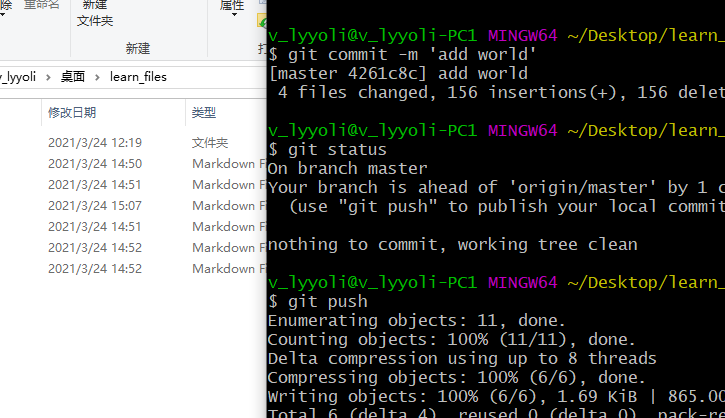 除 重命名
新建
文件夹
属性
新建
打
v_lyyoli > 桌面 > learn_files
修改日期 类型
2021/3/24 12:19 文件夹
2021/3/24 14:50 Markdown Fi
2021/3/24 14:51 Markdown Fi
2021/3/24 15:07 Markdown Fi
2021/3/24 14:51 Markdown Fi
2021/3/24 14:52 Markdown Fi
2021/3/24 14:52 Markdown Fi
v_lyyoli@v_lyyoli-PC1 MINGW64 ~/Desktop/learn_
$ git commit -m 'add world'
[master 4261c8c] add world
4 files changed, 156 insertions(+), 156 delet
v_lyyoli@v_lyyoli-PC1 MINGW64 ~/Desktop/learn_
$ git status
On branch master
Your branch is ahead of 'origin/master' by 1 c
(use "git push" to publish your local commit
nothing to commit, working tree clean
v_lyyoli@v_lyyoli-PC1 MINGW64 ~/Desktop/learn_
$ git push
Enumerating objects: 11, done.
Counting objects: 100% (11/11), done.
Delta compression using up to 8 threads
Compressing objects: 100% (6/6), done.
Writing objects: 100% (6/6), 1.69 KiB | 865.00
Total 6 (delta 4), reused 0 (delta 0), pack-re